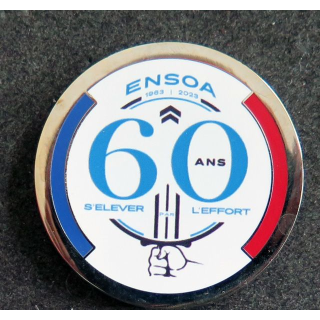 ENSOA
1963 | 2023
60
ANS
S'ELEVER PAR L'EFFORT